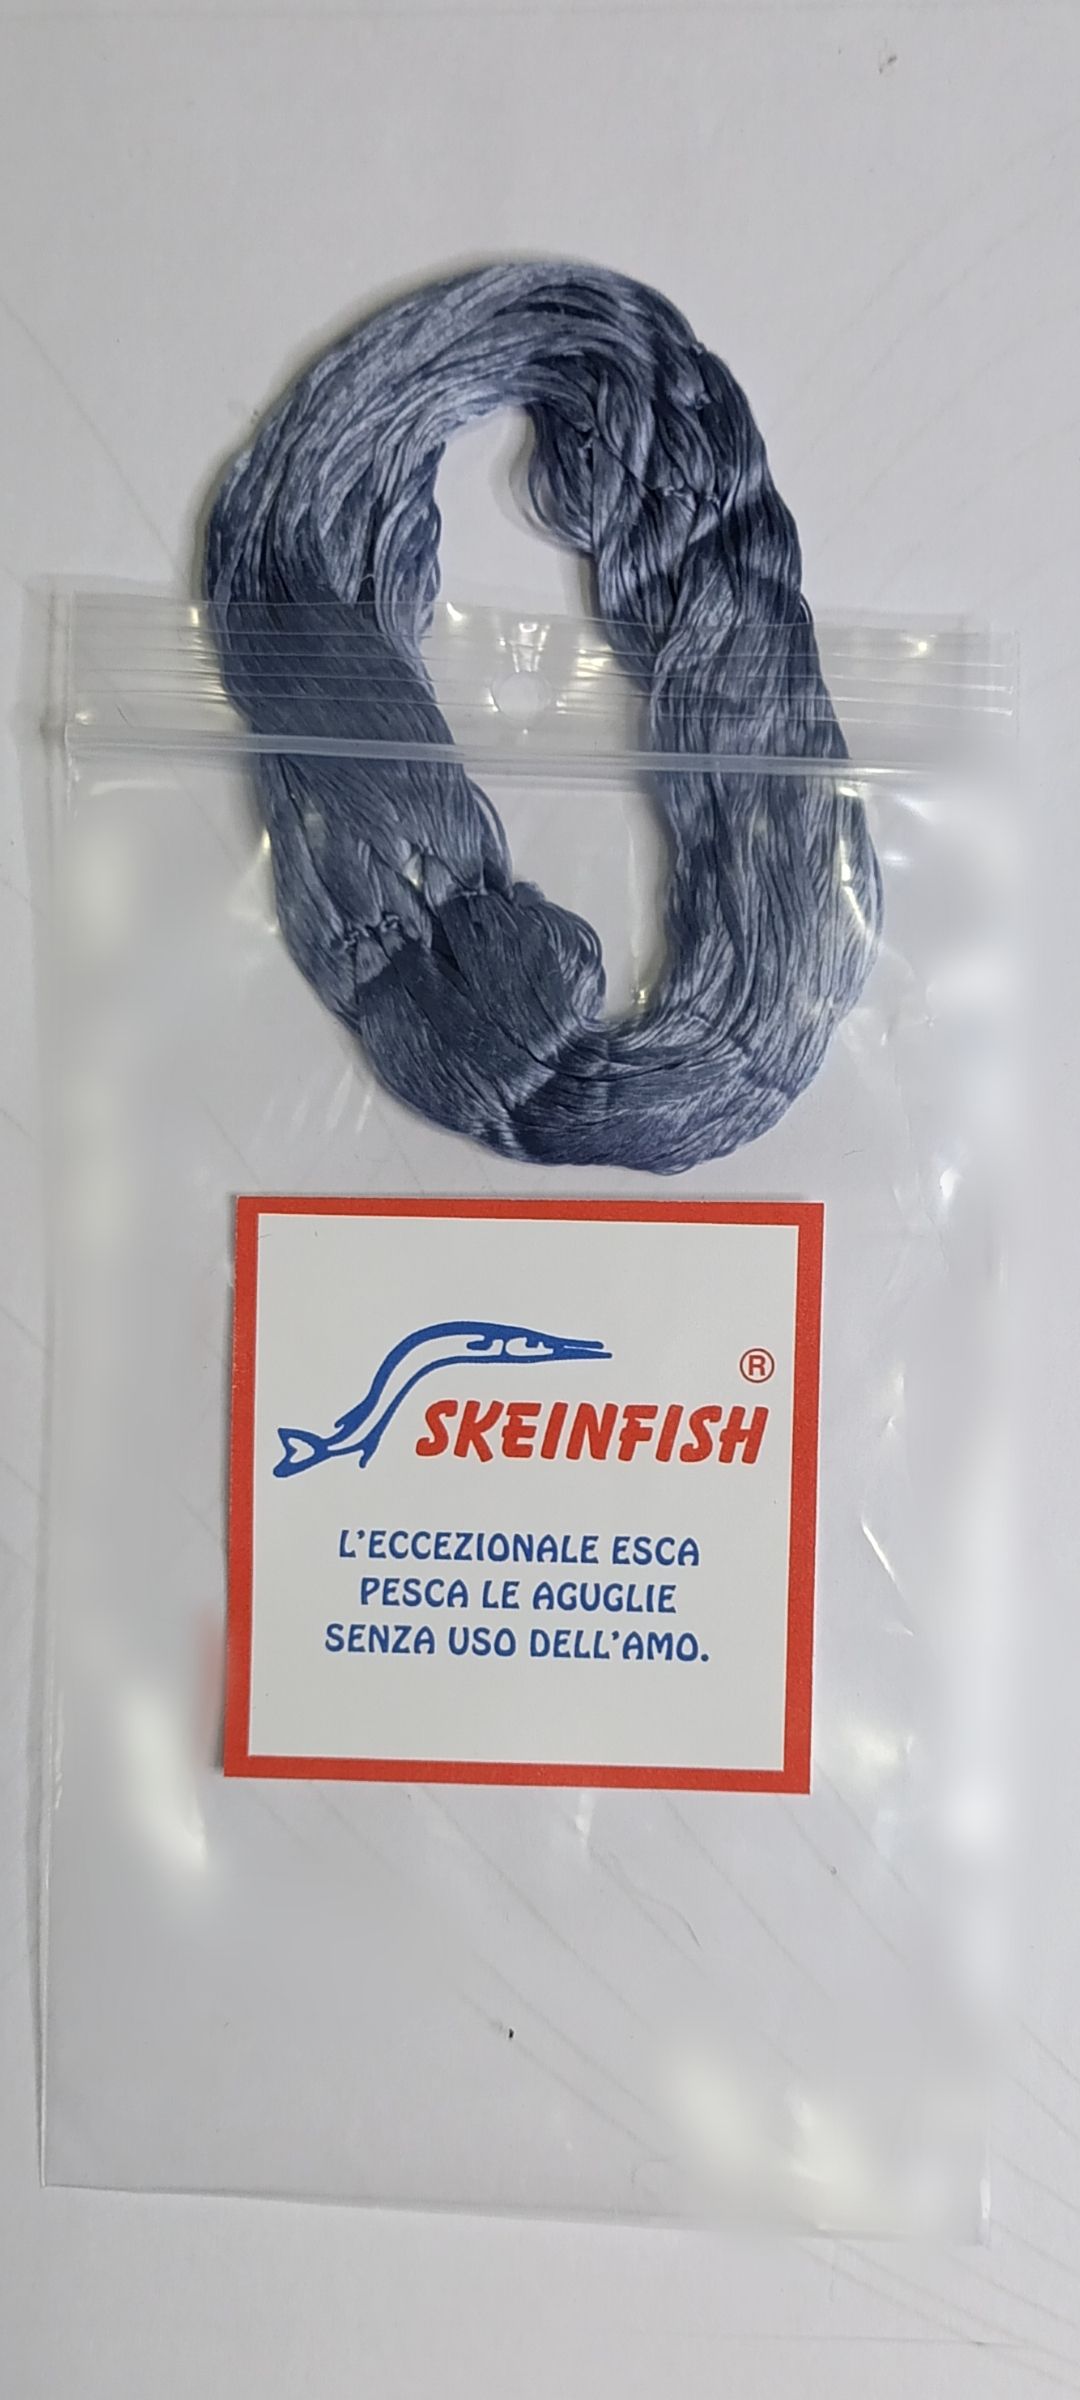 ®
SKEINFISH
L'ECCEZIONALE ESCA
PESCA LE AGUGLIE
SENZA USO DELL'AMO.